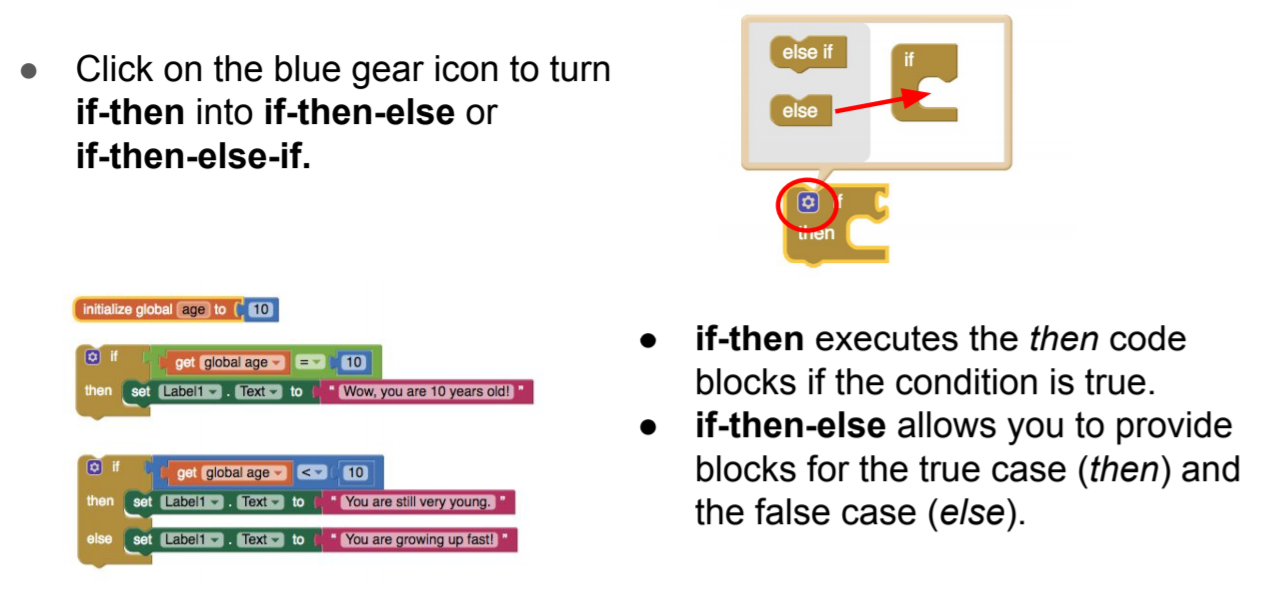 ● Click on the blue gear icon to turn
if-then into if-then-else or
if-then-else-if.
else if
if
else
if
then
initialize global age to 10
if get global age = 10
then set Label1 . Text to " Wow, you are 10 years old! "
if get global age < 10
then set Label1 . Text to " You are still very young. "
else set Label1 . Text to " You are growing up fast! "
● if-then executes the then code
blocks if the condition is true.
● if-then-else allows you to provide
blocks for the true case (then) and
the false case (else).